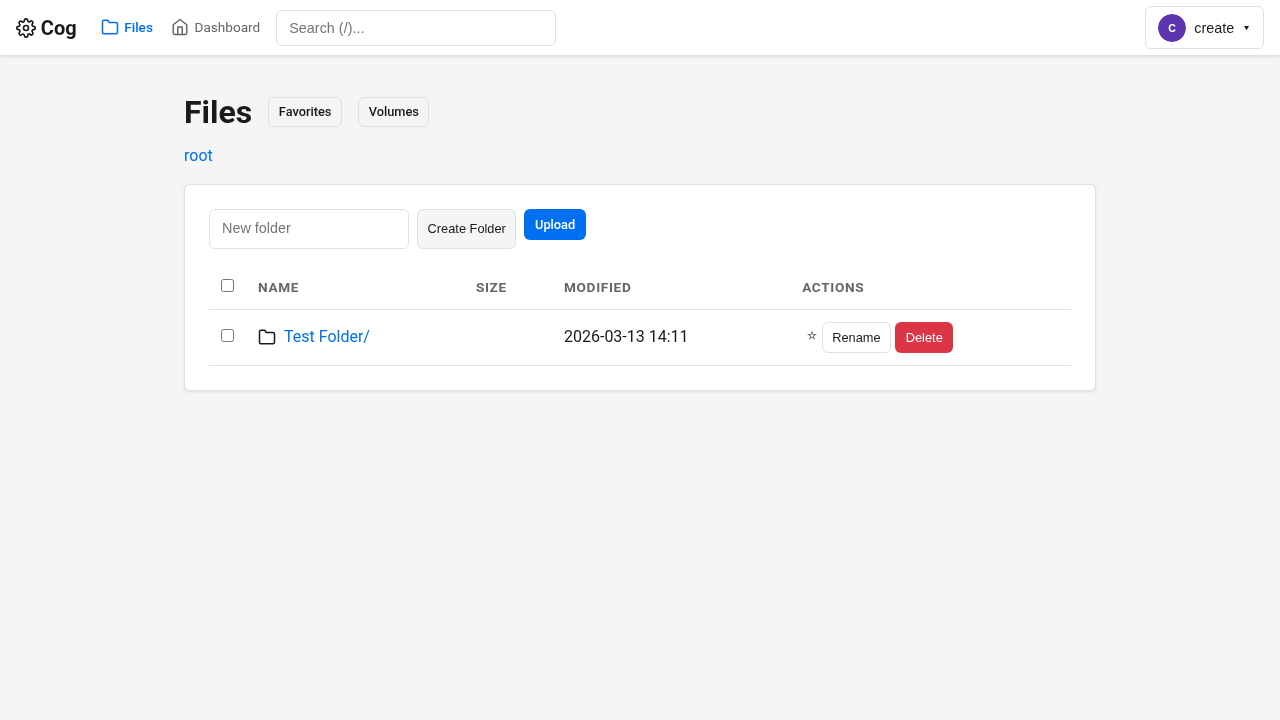 Cog Files Dashboard Search (/)... C create ▾
Files Favorites Volumes
root
New folder Create Folder Upload
NAME SIZE MODIFIED ACTIONS
Test Folder/ 2026-03-13 14:11 ☆ Rename Delete